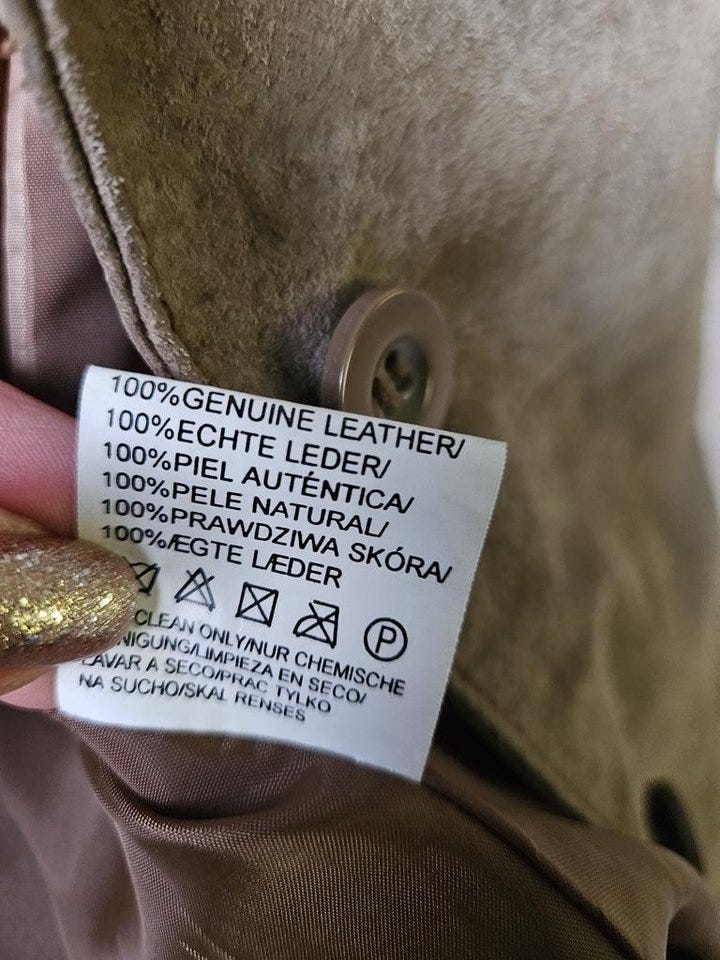 100%GENUINE LEATHER/
100%ECHTE LEDER/
100%PIEL AUTÉNTICA/
100%PELE NATURAL/
100%PRAWDZIWA SKÓRA/
100%ÆGTE LÆDER
P
CLEAN ONLY/NUR CHEMISCHE
NIGUNG/LIMPIEZA EN SECO/
LAVAR A SECO/PRAC TYLKO
NA SUCHO/SKAL RENSES